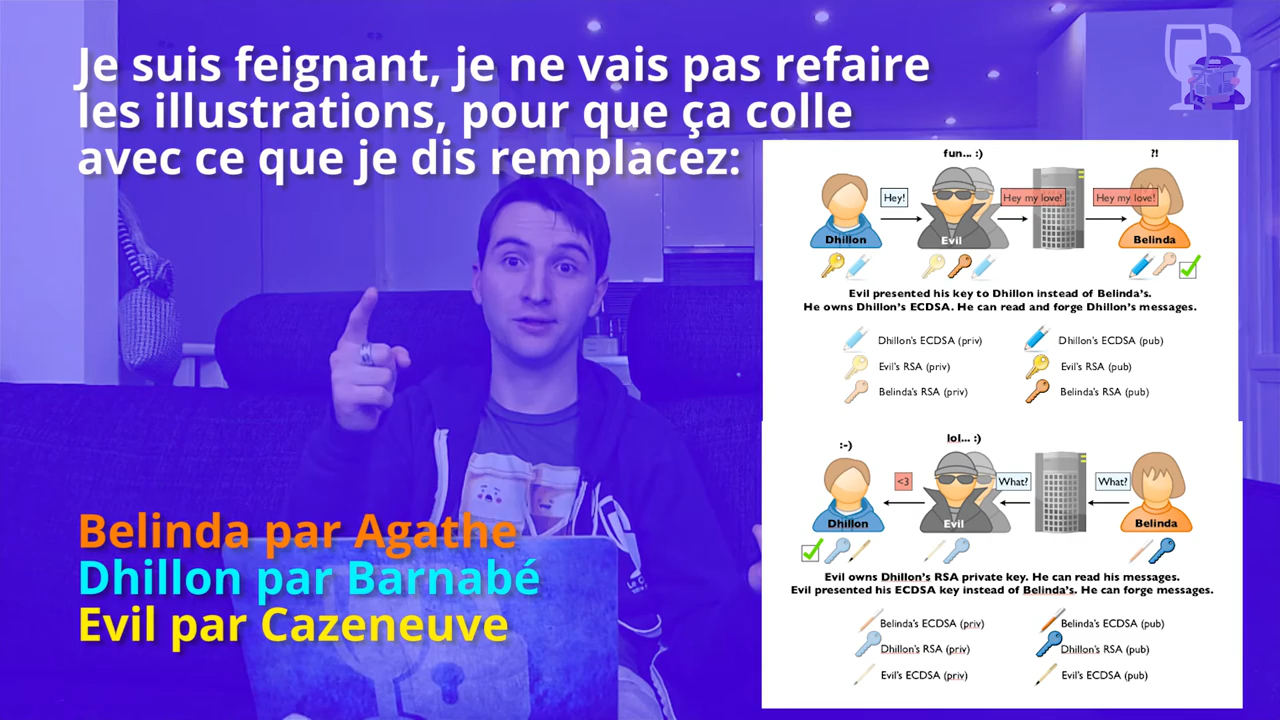 Je suis feignant, je ne vais pas refaire
les illustrations, pour que ça colle
avec ce que je dis remplacez:
Belinda par Agathe
Dhillon par Barnabé
Evil par Cazeneuve
fun... :)
?!
Hey!
Hey my love!
Hey my love!
Dhillon
Evil
Belinda
Evil presented his key to Dhillon instead of Belinda's.
He owns Dhillon's ECDSA. He can read and forge Dhillon's messages.
Dhillon's ECDSA (priv)
Dhillon's ECDSA (pub)
Evil's RSA (priv)
Evil's RSA (pub)
Belinda's RSA (priv)
Belinda's RSA (pub)
:-)
lol... :)
<3
What?
What?
Dhillon
Evil
Belinda
Evil owns Dhillon's RSA private key. He can read his messages.
Evil presented his ECDSA key instead of Belinda's. He can forge messages.
Belinda's ECDSA (priv)
Belinda's ECDSA (pub)
Dhillon's RSA (priv)
Dhillon's RSA (pub)
Evil's ECDSA (priv)
Evil's ECDSA (pub)